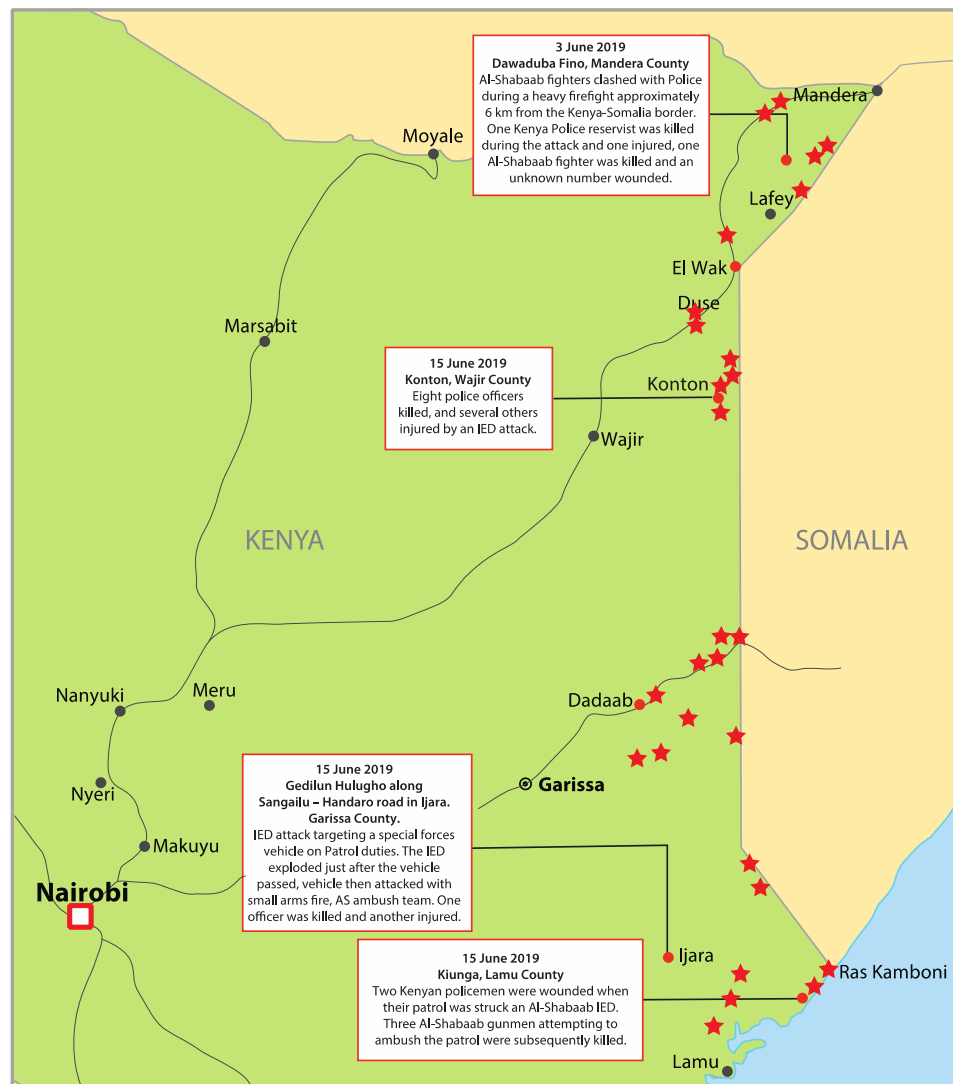 3 June 2019
Dawaduba Fino, Mandera County
Al-Shabaab fighters clashed with Police
during a heavy firefight approximately
6 km from the Kenya-Somalia border.
One Kenya Police reservist was killed
during the attack and one injured, one
Al-Shabaab fighter was killed and an
unknown number wounded.
Mandera
Moyale
Lafey
El Wak
Duse
Marsabit
15 June 2019
Konton, Wajir County
Eight police officers
killed, and several others
injured by an IED attack.
Konton
Wajir
KENYA
SOMALIA
Nanyuki
Meru
Dadaab
15 June 2019
Gedilun Hulugho along
Sangailu – Handaro road in Ijara.
Garissa County.
IED attack targeting a special forces
vehicle on Patrol duties. The IED
exploded just after the vehicle
passed, vehicle then attacked with
small arms fire, AS ambush team. One
officer was killed and another injured.
Garissa
Nyeri
Makuyu
Nairobi
15 June 2019
Kiunga, Lamu County
Two Kenyan policemen were wounded when
their patrol was struck an Al-Shabaab IED.
Three Al-Shabaab gunmen attempting to
ambush the patrol were subsequently killed.
Ijara
Ras Kamboni
Lamu